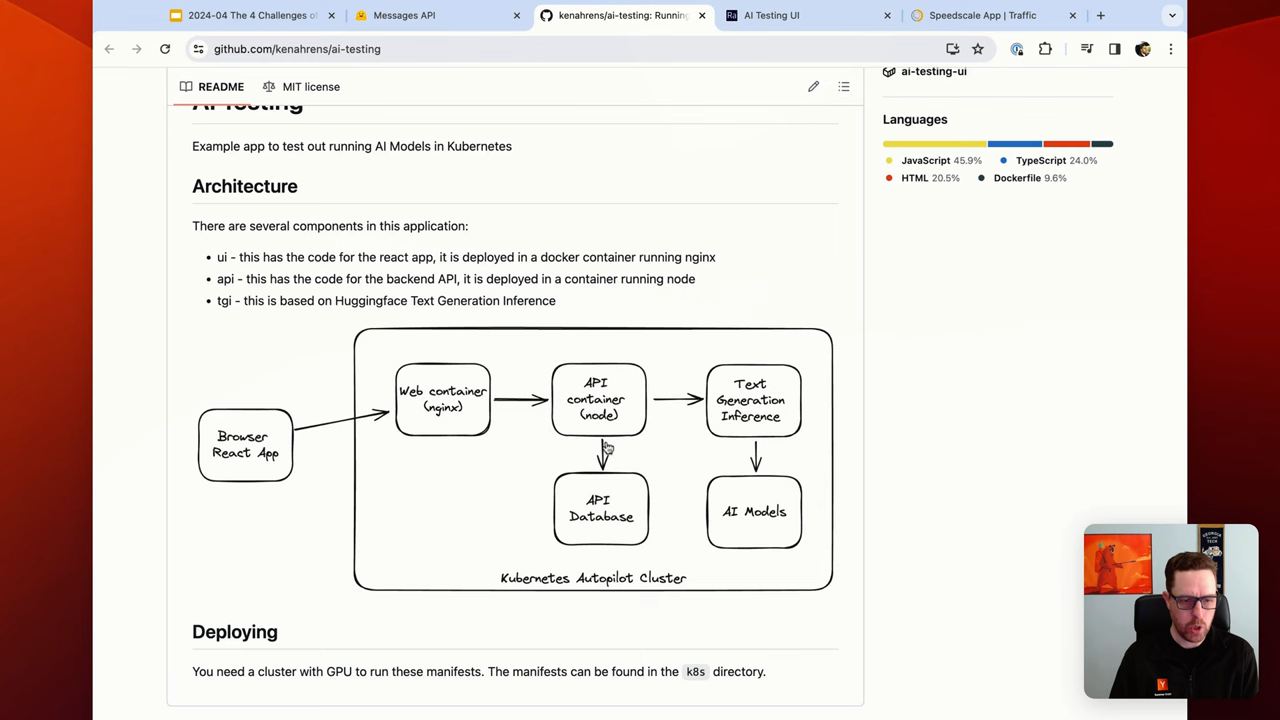 2024-04 The 4 Challenges of
Messages API
kenahrens/ai-testing: Running
AI Testing UI
Speedscale App | Traffic
github.com/kenahrens/ai-testing
README
MIT license
ai-testing-ui
AI Testing
Languages
JavaScript 45.9%
TypeScript 24.0%
HTML 20.5%
Dockerfile 9.6%
Example app to test out running AI Models in Kubernetes
Architecture
There are several components in this application:
• ui - this has the code for the react app, it is deployed in a docker container running nginx
• api - this has the code for the backend API, it is deployed in a container running node
• tgi - this is based on Huggingface Text Generation Inference
Browser
React App
Web container
(nginx)
API
container
(node)
Text
Generation
Inference
API
Database
AI Models
Kubernetes Autopilot Cluster
Deploying
You need a cluster with GPU to run these manifests. The manifests can be found in the k8s directory.